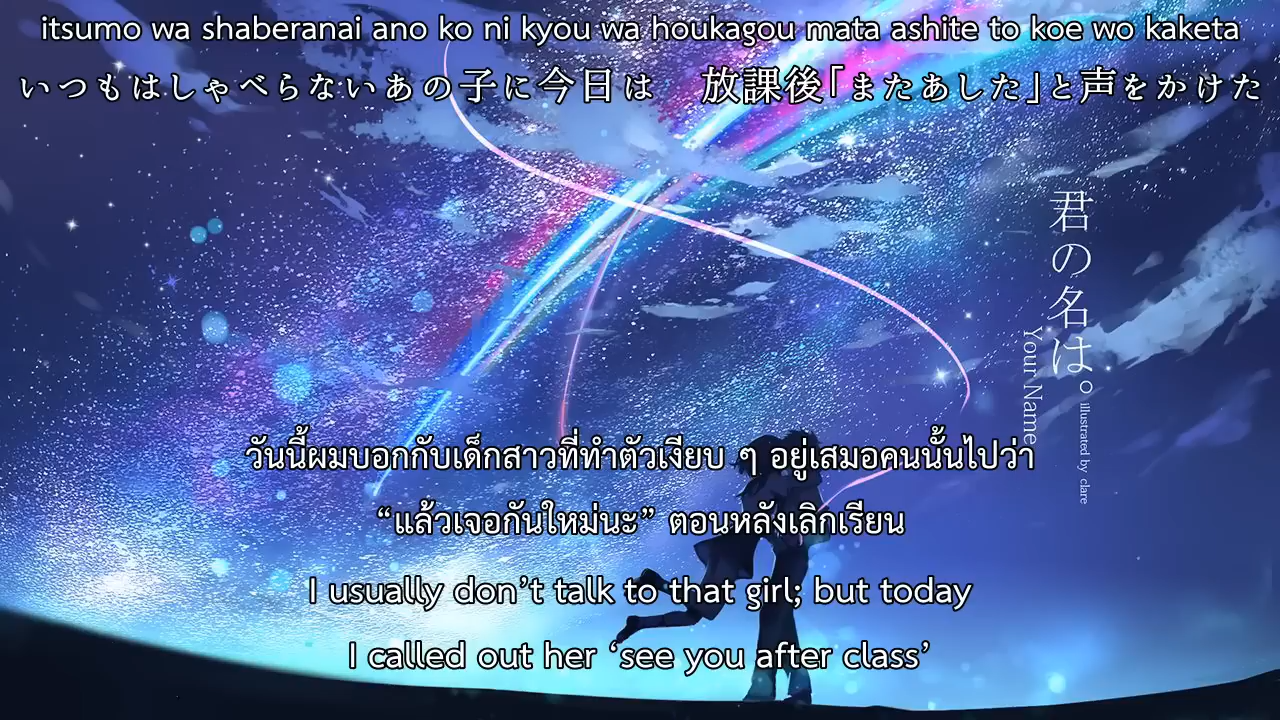 itsumo wa shaberanai ano ko ni kyou wa houkagou mata ashite to koe wo kaketa
いつもはしゃべらないあの子に今日は　放課後「またあした」と声をかけた
君の名は。
Your Name
illustrated by clare
วันนี้ผมบอกกับเด็กสาวที่ทำตัวเงียบ ๆ อยู่เสมอคนนั้นไปว่า
“แล้วเจอกันใหม่นะ” ตอนหลังเลิกเรียน
I usually don’t talk to that girl; but today
I called out her ‘see you after class’